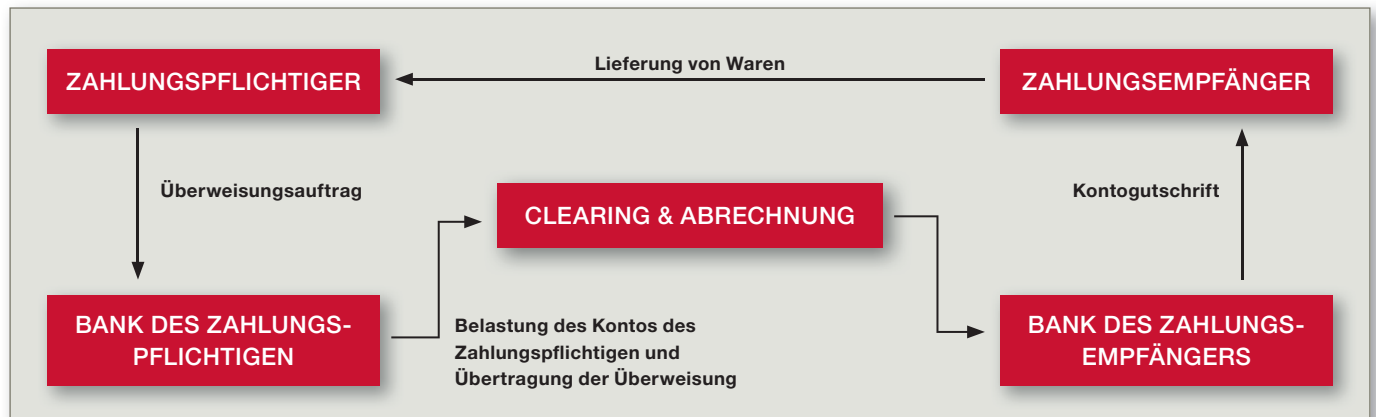 Lieferung von Waren
ZAHLUNGSPFLICHTIGER
ZAHLUNGSEMPFÄNGER
Überweisungsauftrag
CLEARING & ABRECHNUNG
Kontogutschrift
BANK DES ZAHLUNGS-
PFLICHTIGEN
Belastung des Kontos des
Zahlungspflichtigen und
Übertragung der Überweisung
BANK DES ZAHLUNGS-
EMPFÄNGERS